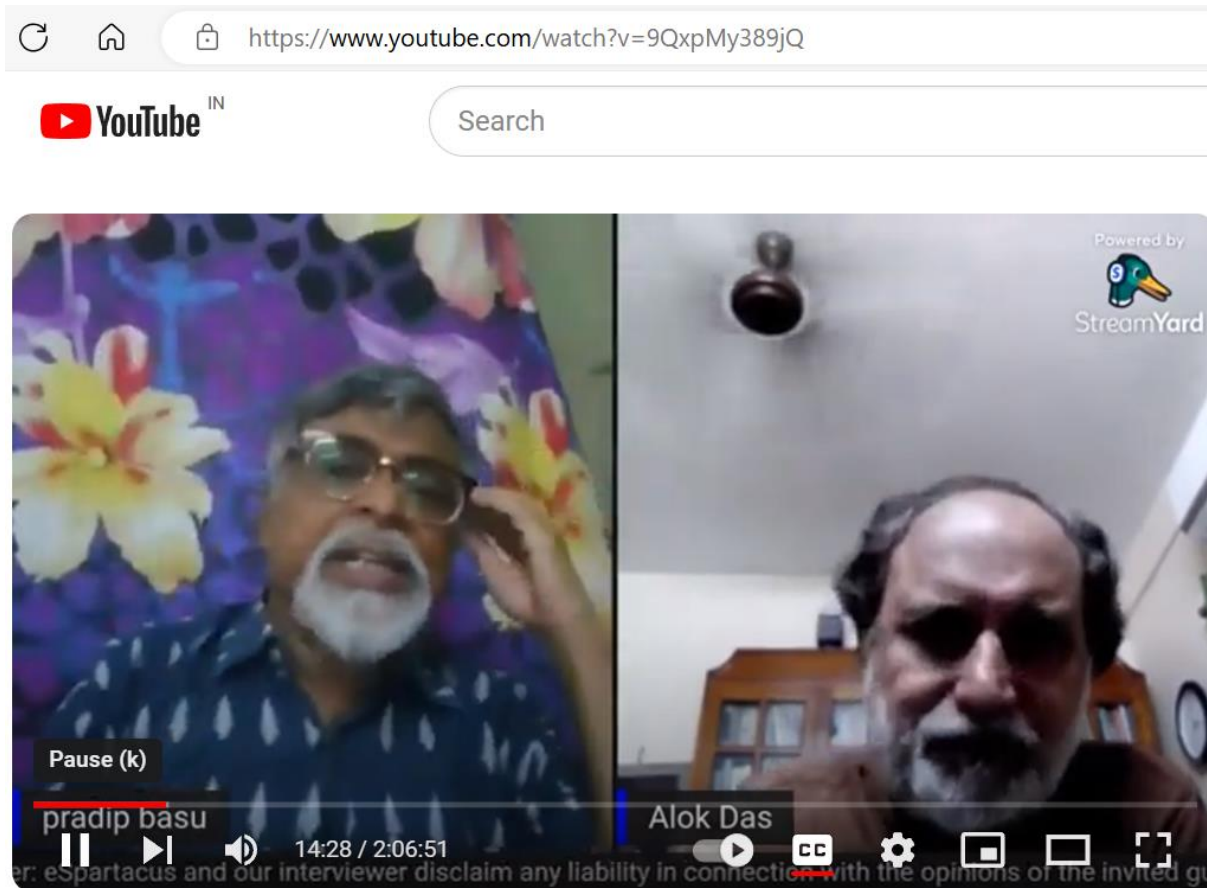 https://www.youtube.com/watch?v=9QxpMy389jQ
YouTube IN
Search
Powered by
StreamYard
Pause (k)
pradip basu
Alok Das
14:28 / 2:06:51
CC
er: eSpartacus and our interviewer disclaim any liability in connection with the opinions of the invited gu